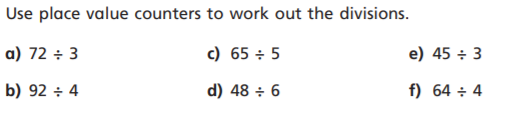 Use place value counters to work out the divisions.
a) 72 ÷ 3 c) 65 ÷ 5 e) 45 ÷ 3
b) 92 ÷ 4 d) 48 ÷ 6 f) 64 ÷ 4